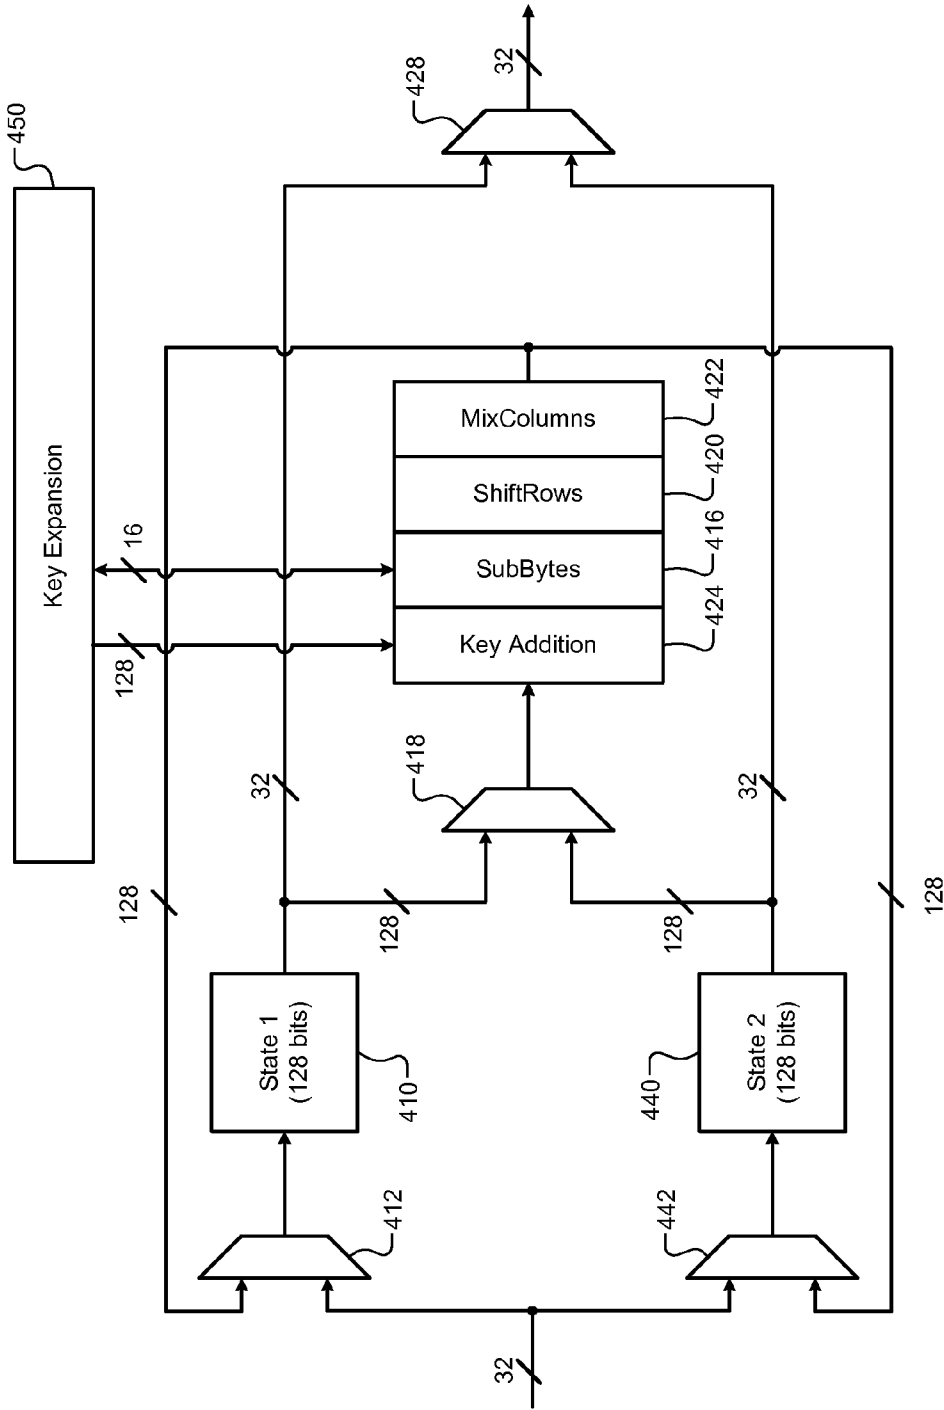 450
Key Expansion
128
16
32
428
128
32
128
418
MixColumns
422
ShiftRows
420
SubBytes
416
Key Addition
424
State 1
(128 bits)
410
412
128
32
State 2
(128 bits)
440
442
128
32